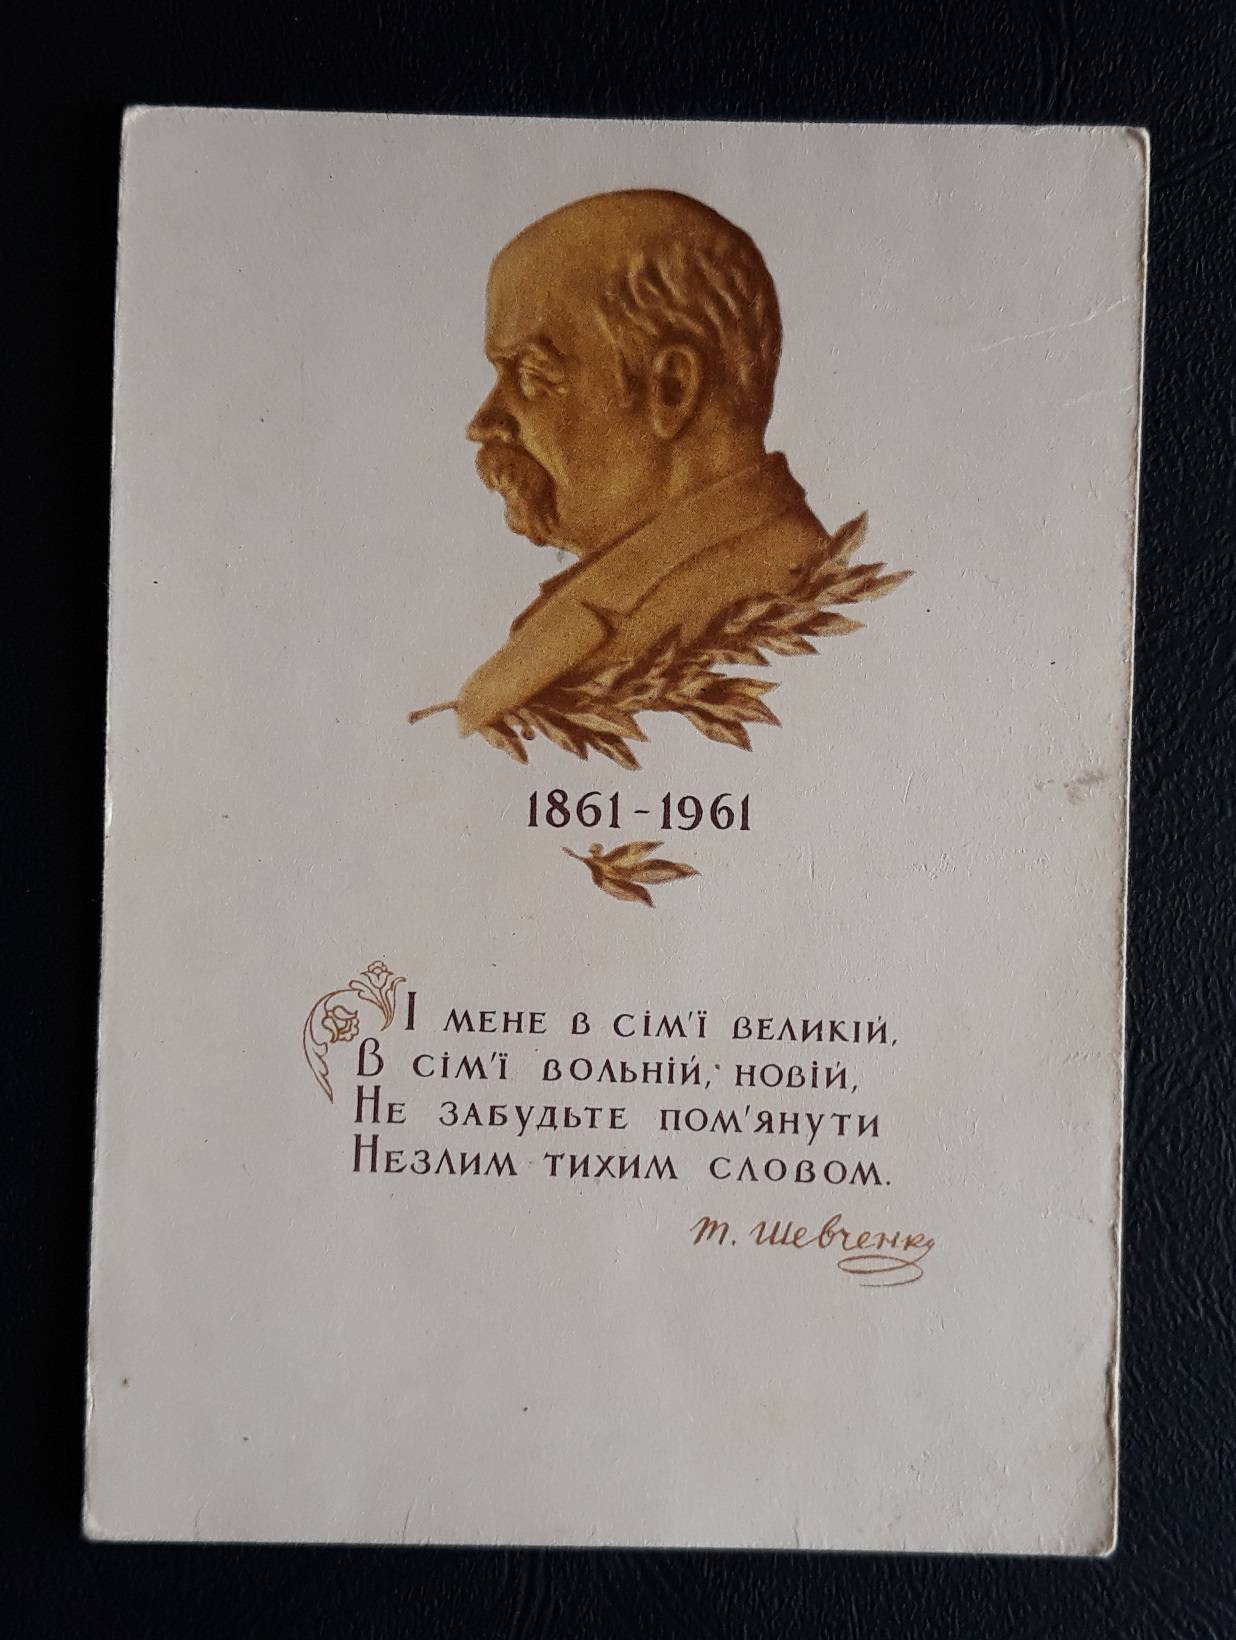 1861-1961
І МЕНЕ В СІМ'Ї ВЕЛИКІЙ,
В СІМ'Ї ВОЛЬНІЙ, НОВІЙ,
НЕ ЗАБУДЬТЕ ПОМ'ЯНУТИ
НЕЗЛИМ ТИХИМ СЛОВОМ.
Т. Шевченко